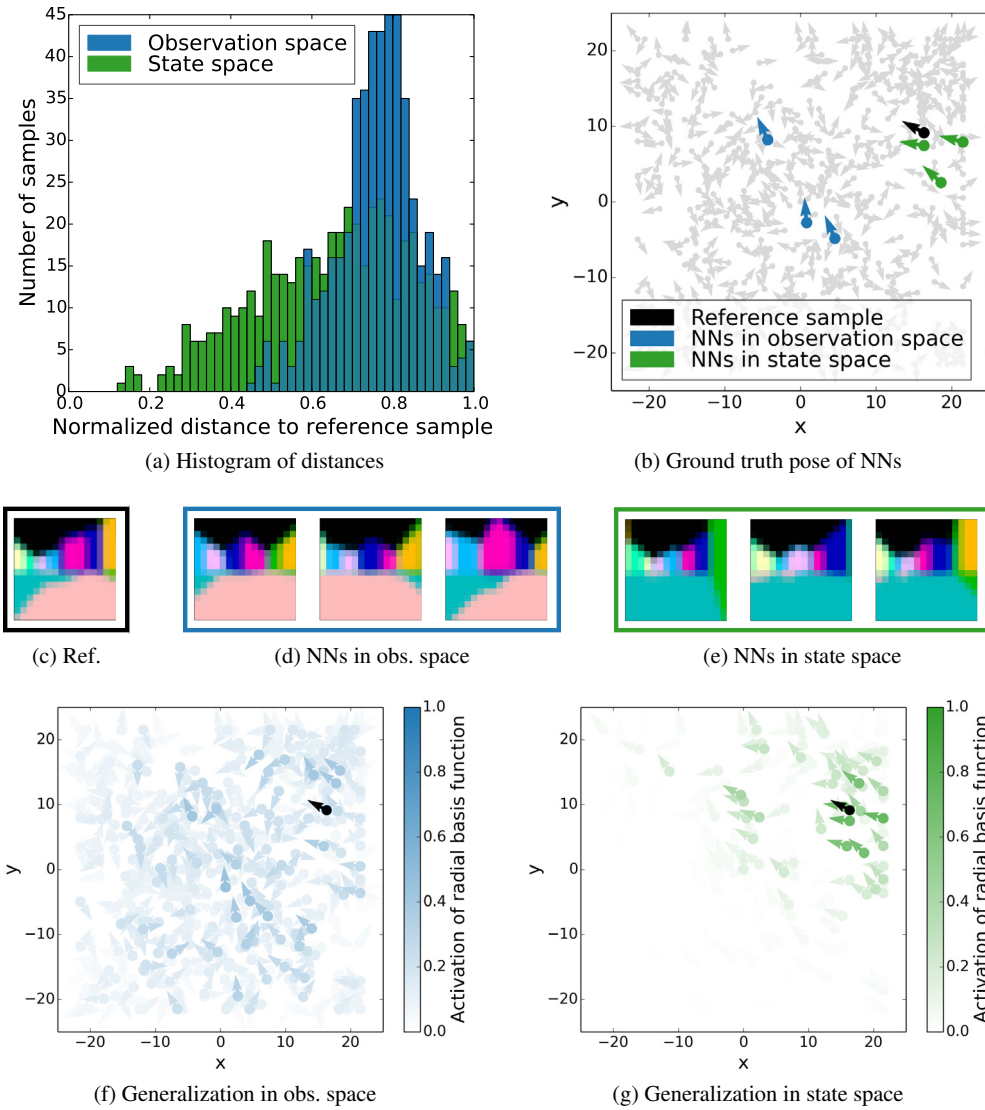 45
40
35
30
25
20
15
10
5
0
Number of samples
Observation space
State space
0.0 0.2 0.4 0.6 0.8 1.0
Normalized distance to reference sample
(a) Histogram of distances
20
10
0
−10
−20
y
Reference sample
NNs in observation space
NNs in state space
−20 −10 0 10 20
x
(b) Ground truth pose of NNs
(c) Ref.
(d) NNs in obs. space
(e) NNs in state space
20
10
0
−10
−20
y
−20 −10 0 10 20
x
1.0
0.8
0.6
0.4
0.2
0.0
Activation of radial basis function
(f) Generalization in obs. space
20
10
0
−10
−20
y
−20 −10 0 10 20
x
1.0
0.8
0.6
0.4
0.2
0.0
Activation of radial basis function
(g) Generalization in state space